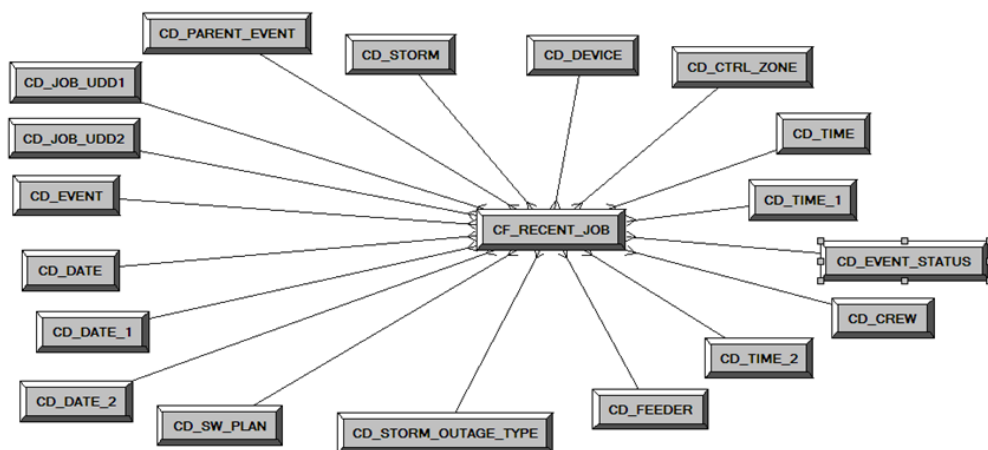 CD_PARENT_EVENT
CD_STORM
CD_DEVICE
CD_CTRL_ZONE
CD_JOB_UDD1
CD_JOB_UDD2
CD_TIME
CD_EVENT
CD_TIME_1
CF_RECENT_JOB
CD_DATE
CD_EVENT_STATUS
CD_DATE_1
CD_CREW
CD_TIME_2
CD_DATE_2
CD_FEEDER
CD_SW_PLAN
CD_STORM_OUTAGE_TYPE